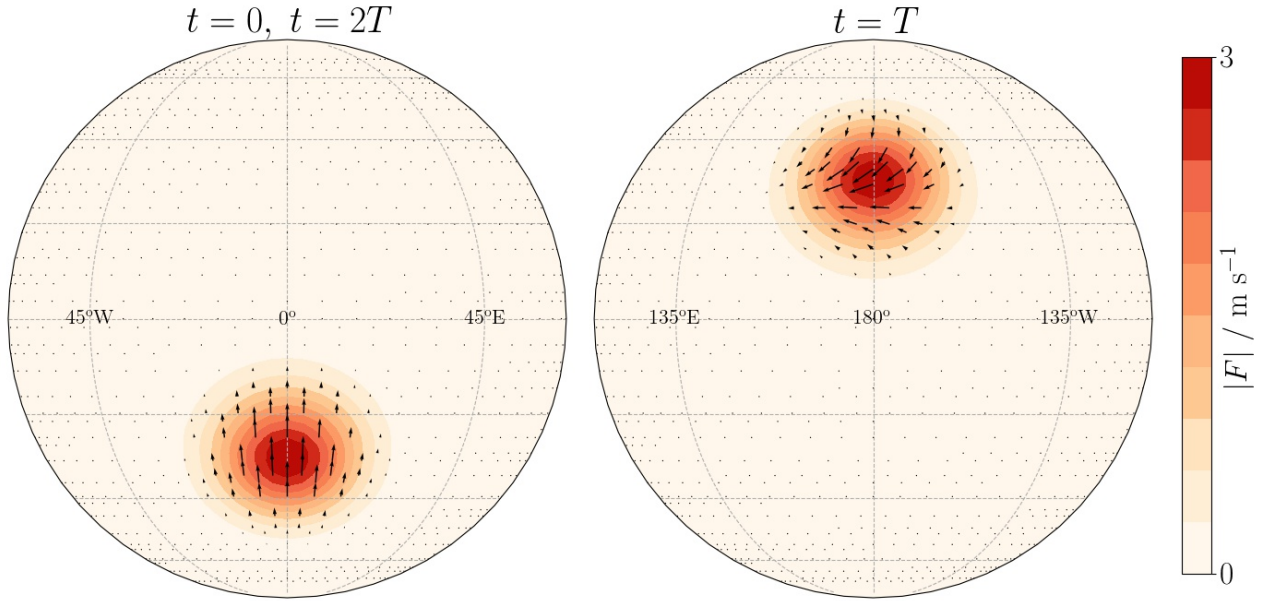 t = 0, t = 2T
t = T
45°W
0°
45°E
135°E
180°
135°W
3
0
|F| / m s⁻¹